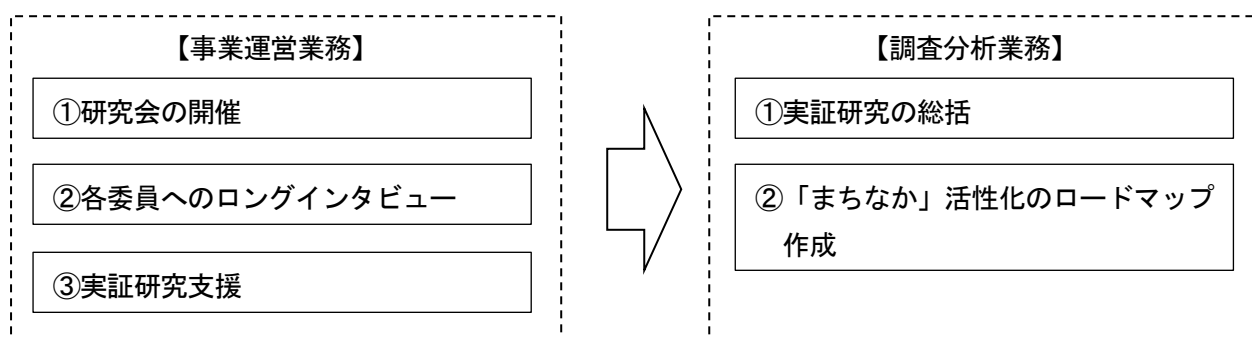 【事業運営業務】
①研究会の開催
②各委員へのロングインタビュー
③実証研究支援
【調査分析業務】
①実証研究の総括
②「まちなか」活性化のロードマップ
作成